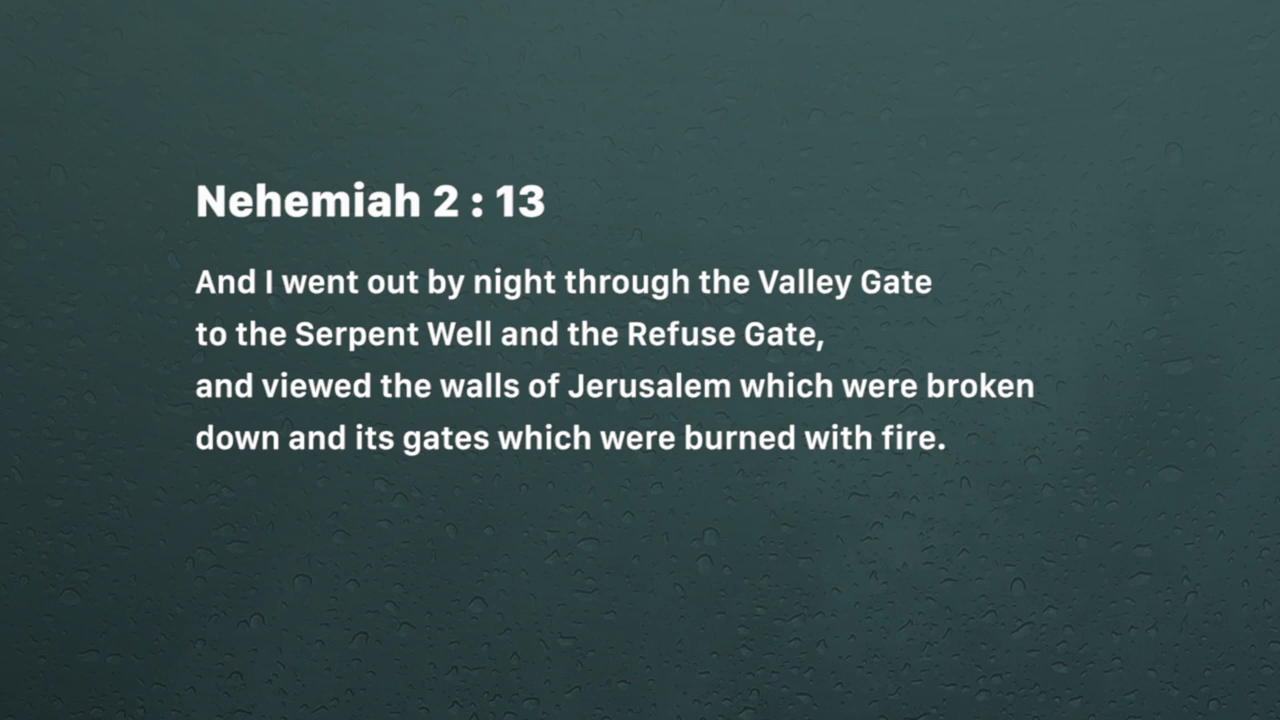 Nehemiah 2 : 13
And I went out by night through the Valley Gate
to the Serpent Well and the Refuse Gate,
and viewed the walls of Jerusalem which were broken
down and its gates which were burned with fire.